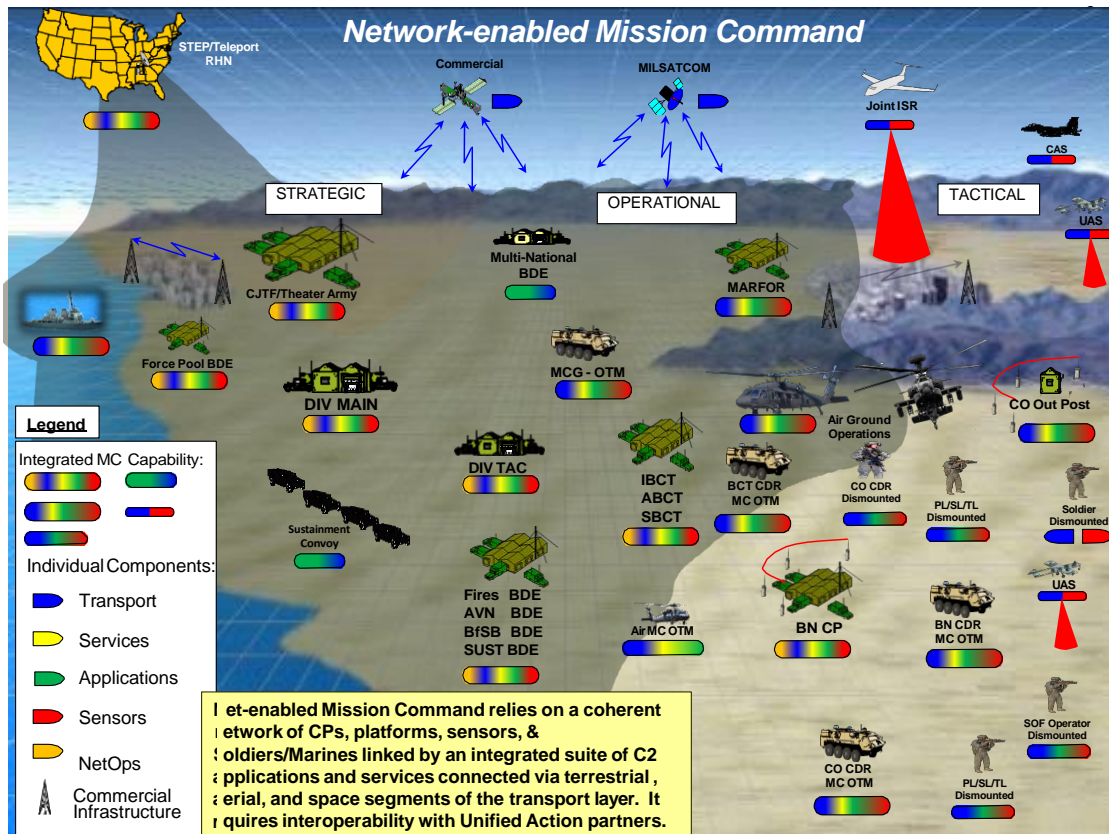 Network-enabled Mission Command
STEP/Teleport
RHN
Commercial
MILSATCOM
Joint ISR
CAS
STRATEGIC
OPERATIONAL
TACTICAL
UAS
Multi-National
BDE
CJTF/Theater Army
MARFOR
Force Pool BDE
MCG - OTM
DIV MAIN
Air Ground
Operations
CO Out Post
Legend
Integrated MC Capability:
DIV TAC
IBCT
ABCT
SBCT
BCT CDR
MC OTM
CO CDR
Dismounted
PL/SL/TL
Dismounted
Soldier
Dismounted
Sustainment
Convoy
Individual Components:
Transport
Services
Applications
Sensors
NetOps
Commercial
Infrastructure
Fires BDE
AVN BDE
BfSB BDE
SUST BDE
Air MC OTM
BN CP
BN CDR
MC OTM
UAS
SOF Operator
Dismounted
CO CDR
MC OTM
PL/SL/TL
Dismounted
et-enabled Mission Command relies on a coherent
etwork of CPs, platforms, sensors, &
oldiers/Marines linked by an integrated suite of C2
pplications and services connected via terrestrial ,
erial, and space segments of the transport layer. It
quires interoperability with Unified Action partners.